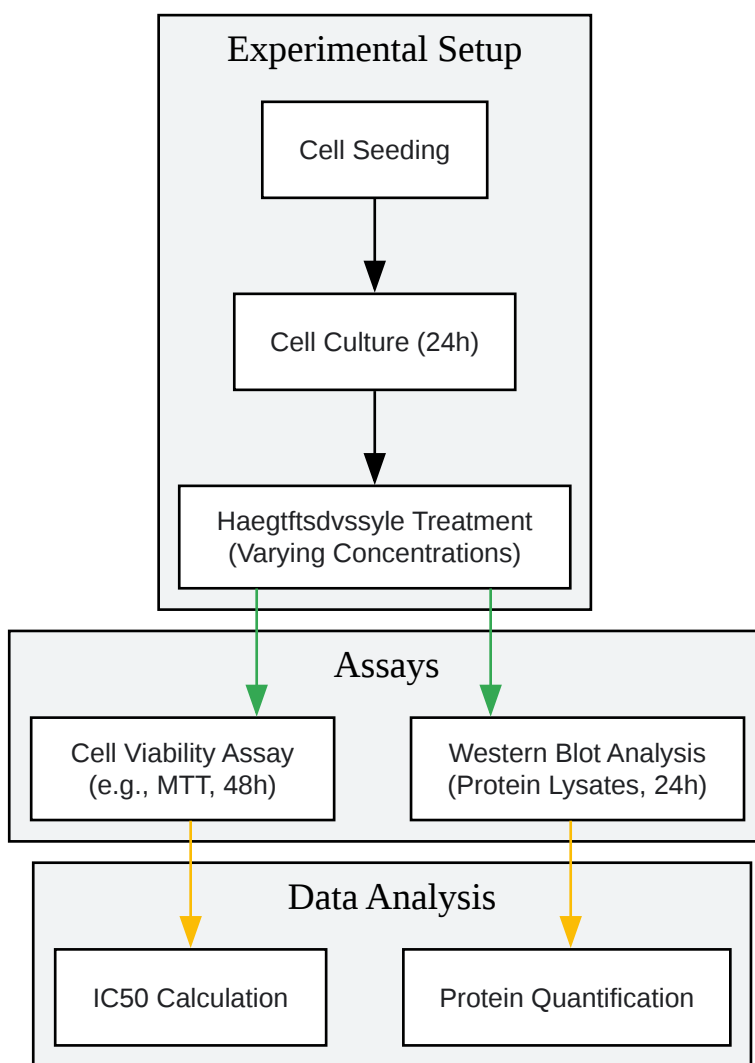 Experimental Setup
Cell Seeding
Cell Culture (24h)
Haegtftsdvssyle Treatment
(Varying Concentrations)
Assays
Cell Viability Assay
(e.g., MTT, 48h)
Western Blot Analysis
(Protein Lysates, 24h)
Data Analysis
IC50 Calculation
Protein Quantification